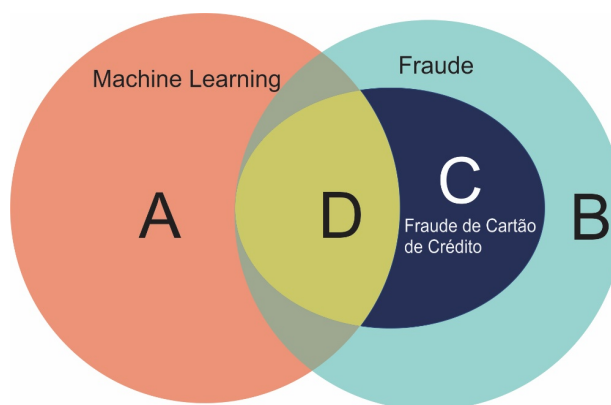 Machine Learning
Fraude
A
D
C
Fraude de Cartão
de Crédito
B